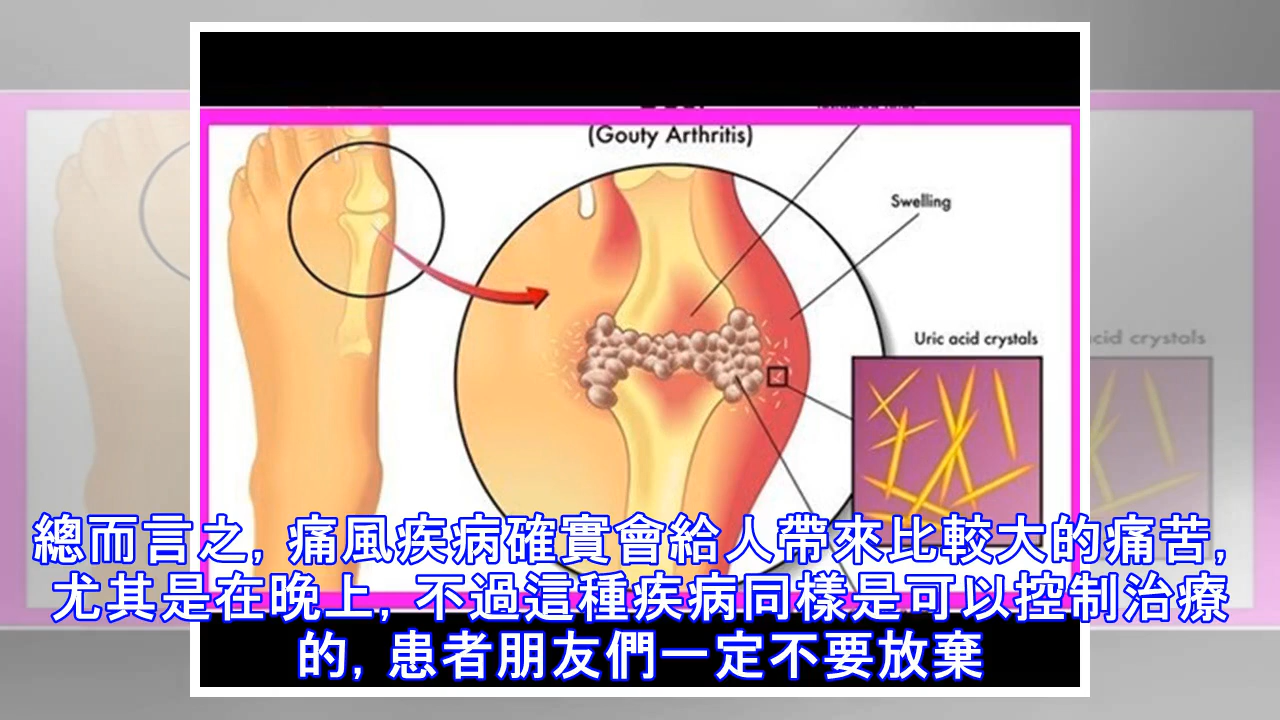 (Gouty Arthritis)
Swelling
Uric acid crystals
cid crystals
總而言之, 痛風疾病確實會給人帶來比較大的痛苦,
尤其是在晚上, 不過這種疾病同樣是可以控制治療
的, 患者朋友們一定不要放棄